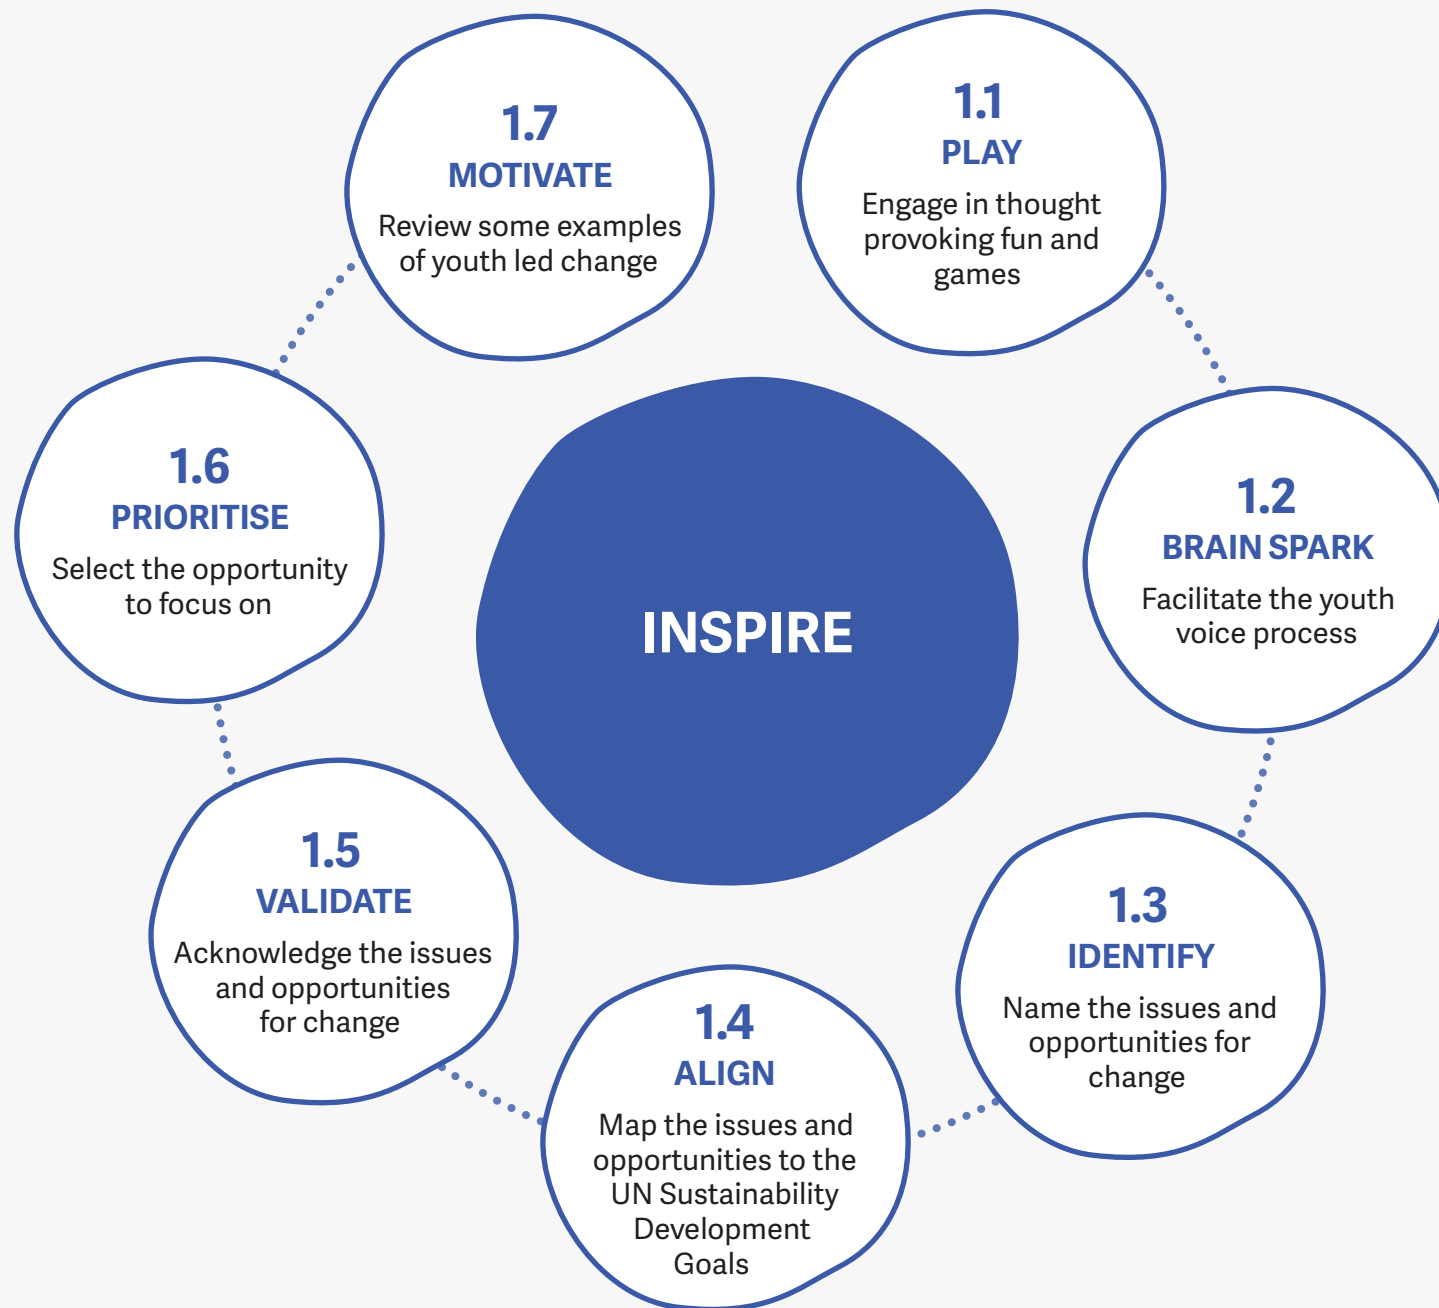 1.1
PLAY
Engage in thought
provoking fun and
games
1.2
BRAIN SPARK
Facilitate the youth
voice process
1.3
IDENTIFY
Name the issues and
opportunities for
change
1.4
ALIGN
Map the issues and
opportunities to the
UN Sustainability
Development
Goals
1.5
VALIDATE
Acknowledge the issues
and opportunities
for change
1.6
PRIORITISE
Select the opportunity
to focus on
1.7
MOTIVATE
Review some examples
of youth led change
INSPIRE